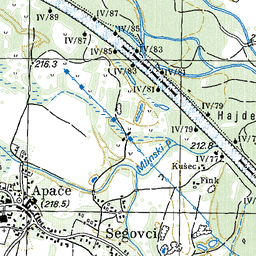 IV/89
IV/87
IV/87
IV/85
IV/85
IV/83
216.3
IV/83
IV/81
IV/81
IV/79
Hajde
IV/79
212.8
IV/77
Mlinski p.
Kušec
Fink
Apače
(218.5)
Segovci